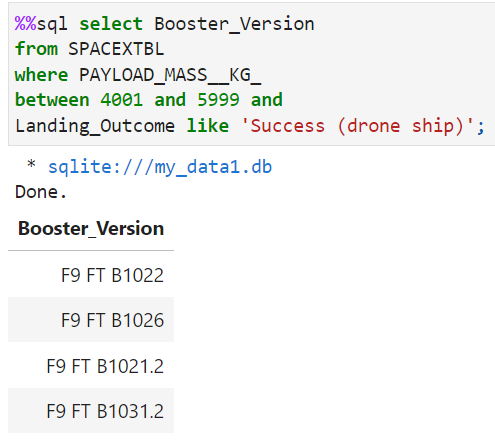 %%sql select Booster_Version
from SPACEXTBL
where PAYLOAD_MASS__KG_
between 4001 and 5999 and
Landing_Outcome like 'Success (drone ship)';
* sqlite:///my_data1.db
Done.
Booster_Version
F9 FT B1022
F9 FT B1026
F9 FT B1021.2
F9 FT B1031.2